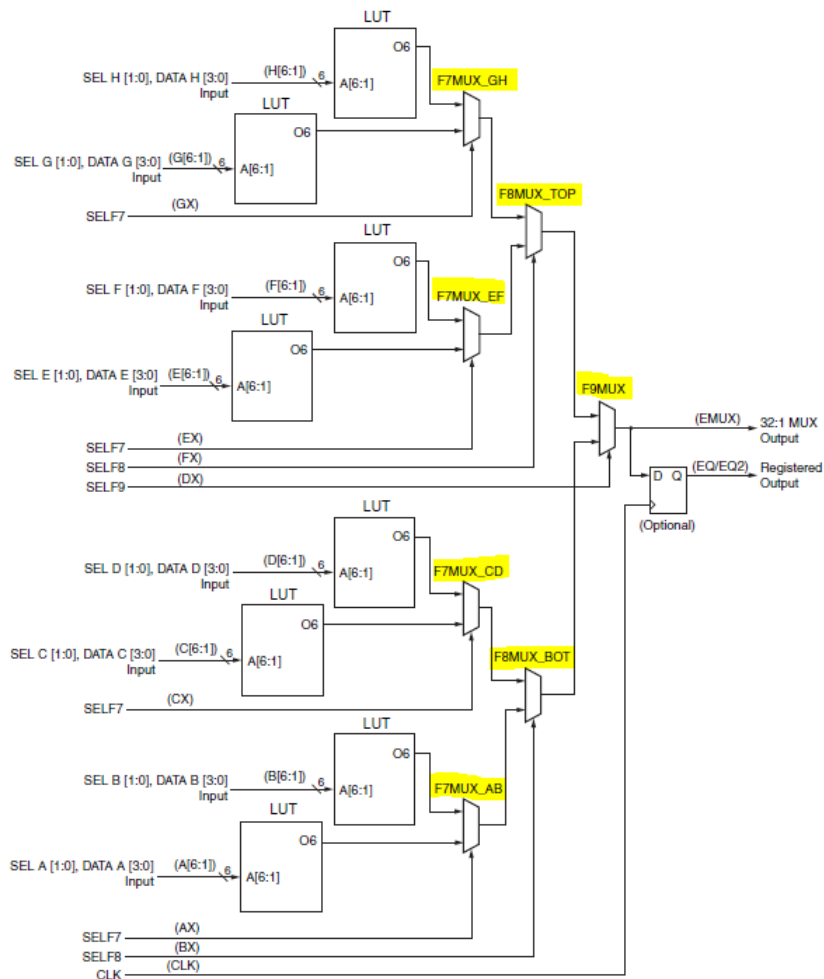 LUT
O6
SEL H [1:0], DATA H [3:0]
Input
(H[6:1])
6
A[6:1]
F7MUX_GH
LUT
O6
SEL G [1:0], DATA G [3:0]
Input
(G[6:1])
6
A[6:1]
F8MUX_TOP
SELF7
(GX)
LUT
O6
SEL F [1:0], DATA F [3:0]
Input
(F[6:1])
6
A[6:1]
F7MUX_EF
LUT
O6
SEL E [1:0], DATA E [3:0]
Input
(E[6:1])
6
A[6:1]
F9MUX
(EMUX)
32:1 MUX
Output
SELF7
(EX)
SELF8
(FX)
SELF9
(DX)
D Q
(EQ/EQ2)
Registered
Output
(Optional)
LUT
O6
SEL D [1:0], DATA D [3:0]
Input
(D[6:1])
6
A[6:1]
F7MUX_CD
LUT
O6
SEL C [1:0], DATA C [3:0]
Input
(C[6:1])
6
A[6:1]
F8MUX_BOT
SELF7
(CX)
LUT
O6
SEL B [1:0], DATA B [3:0]
Input
(B[6:1])
6
A[6:1]
F7MUX_AB
LUT
O6
SEL A [1:0], DATA A [3:0]
Input
(A[6:1])
6
A[6:1]
SELF7
(AX)
SELF8
(BX)
CLK
(CLK)